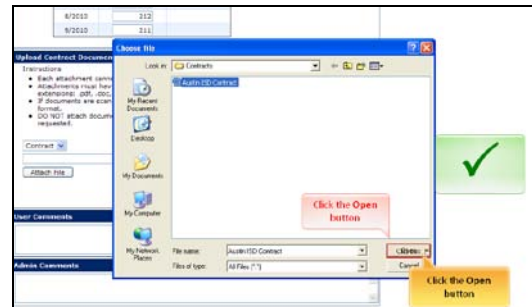 8/2010 212
9/2010 211
Choose file
Upload Contract Documen
Look in: Contracts
Instructions
Each attachment cann
Attachments must hav
extensions: .pdf, .doc,
If documents are scan
format.
DO NOT attach docume
requested.
Austin ISD Contract
My Recent
Documents
Desktop
My Documents
My Computer
My Network
Places
Contract
Attach File
Click the Open
button
User Comments
File name: Austin ISD Contract
Files of type: All Files (*.*)
Cancel
Admin Comments
Click the Open
button